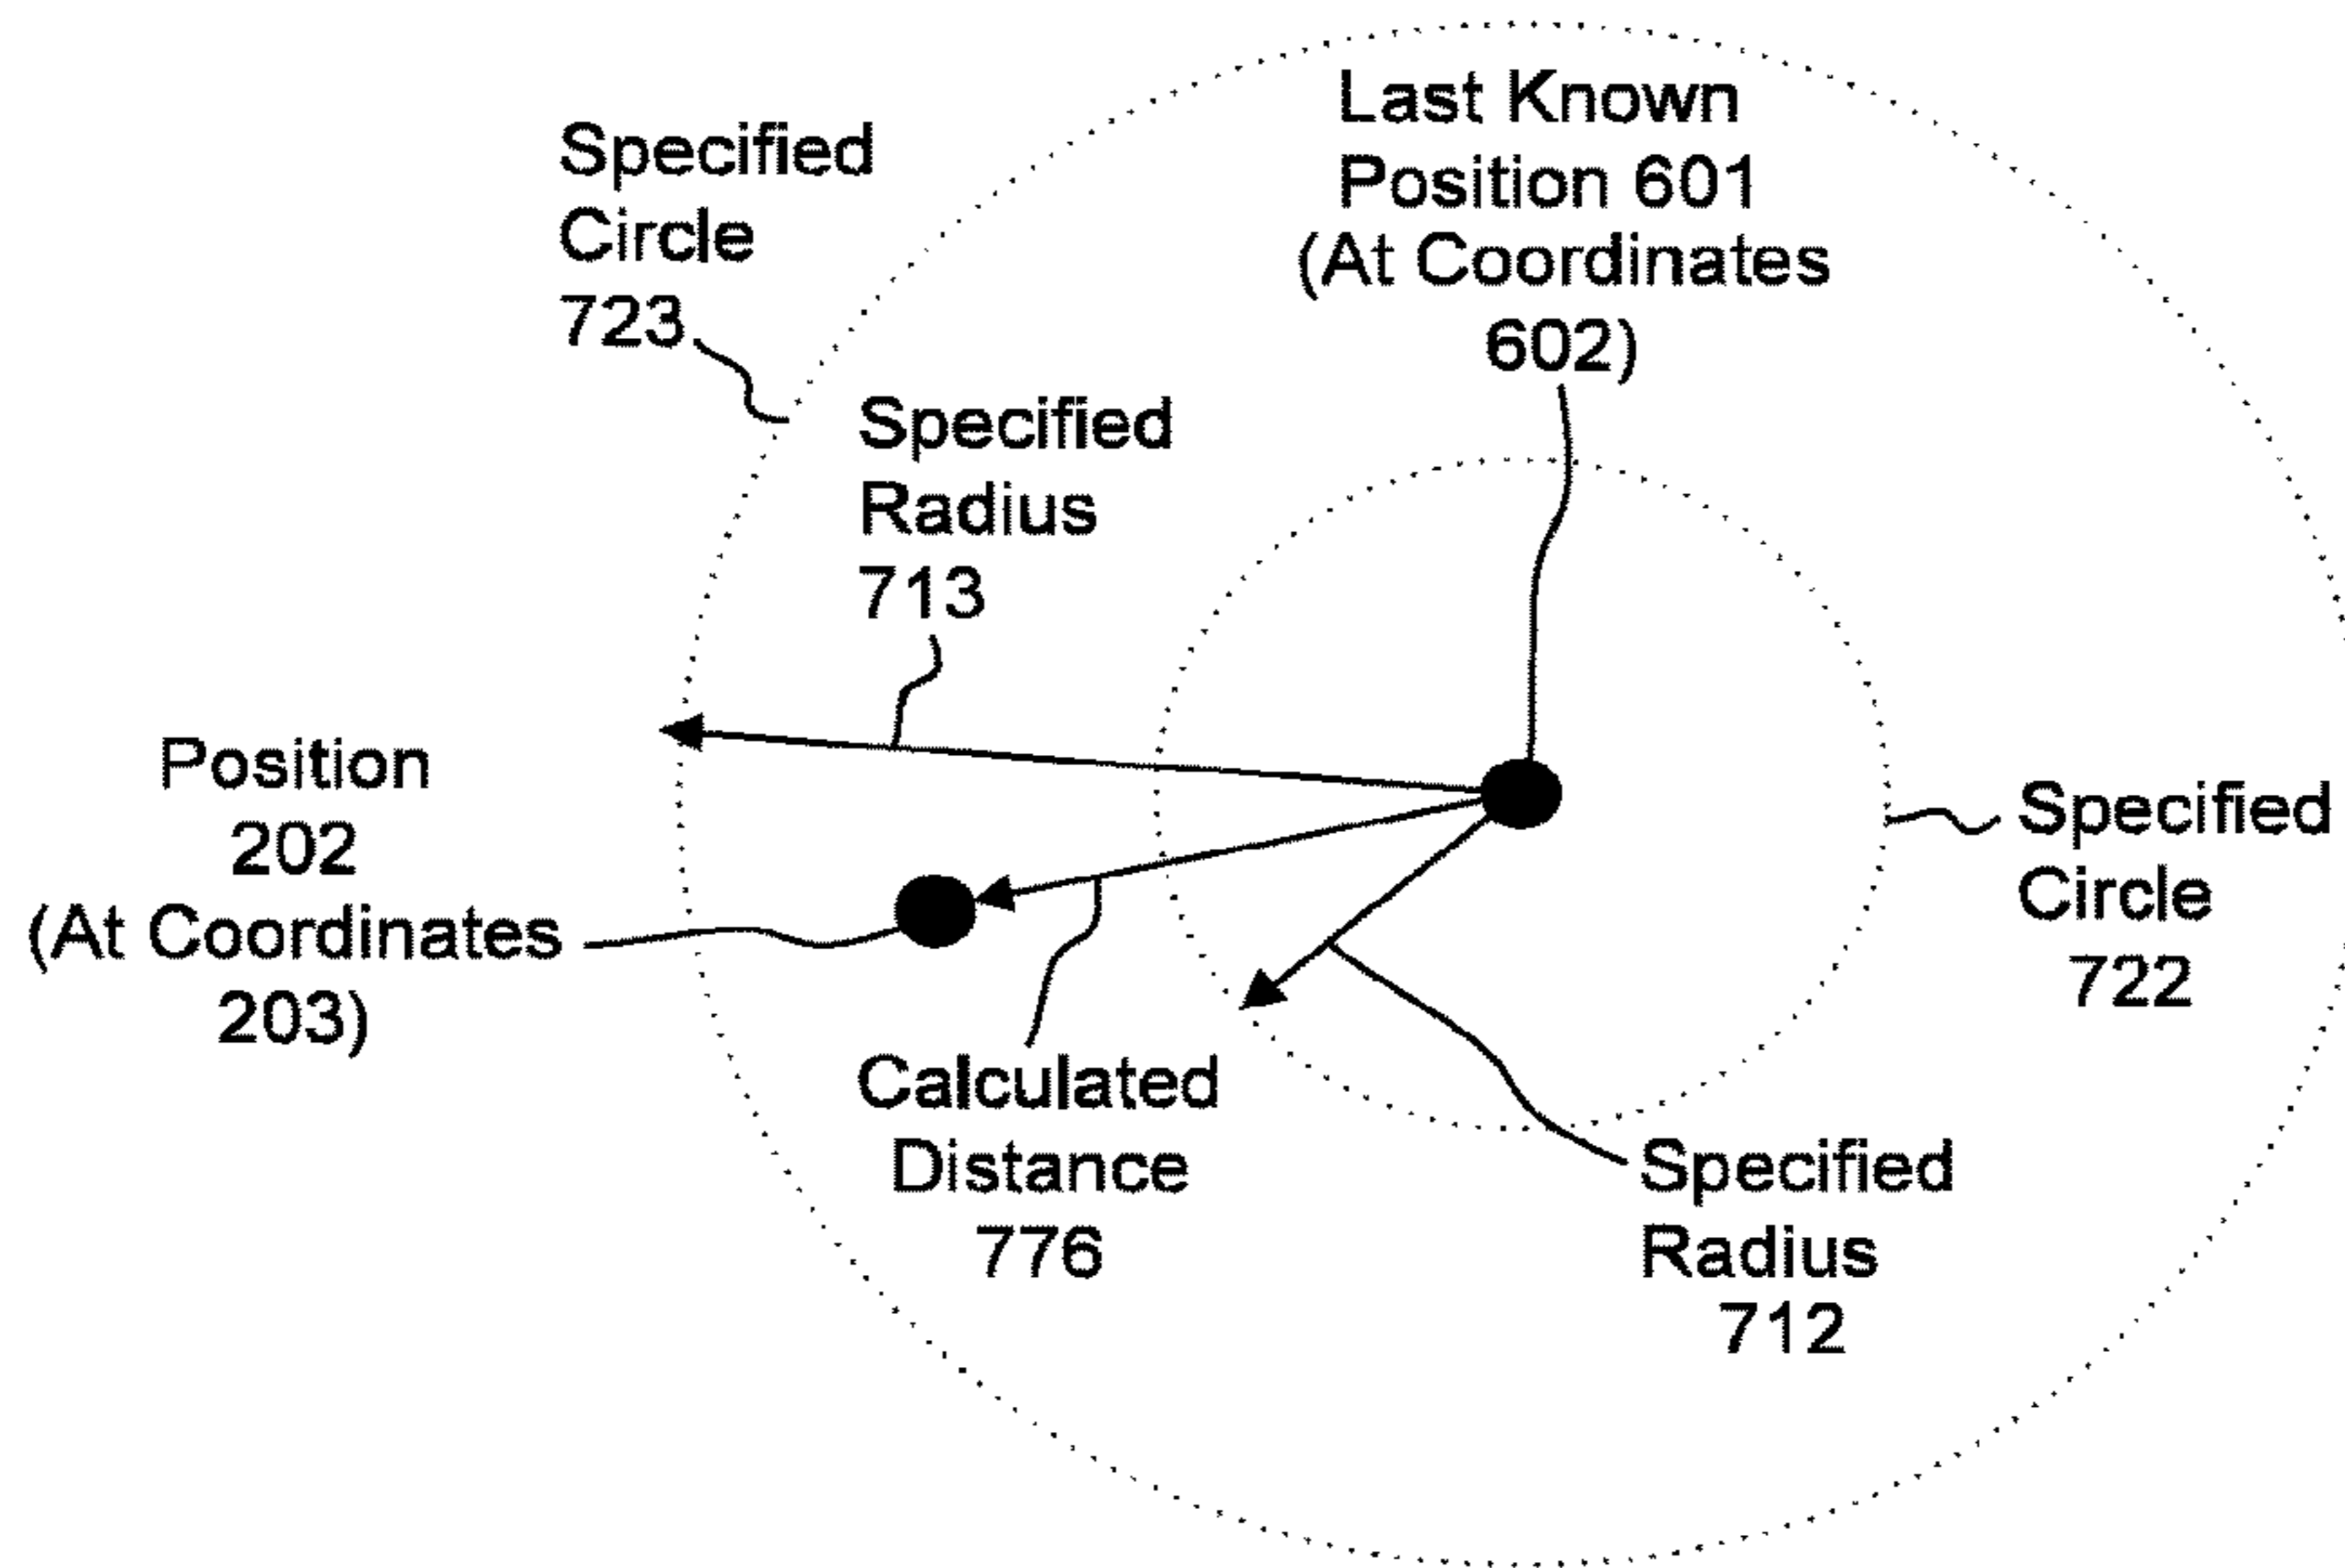 Specified
Circle
723
Last Known
Position 601
(At Coordinates
602)
Specified
Radius
713
Position
202
(At Coordinates
203)
Specified
Circle
722
Calculated
Distance
776
Specified
Radius
712